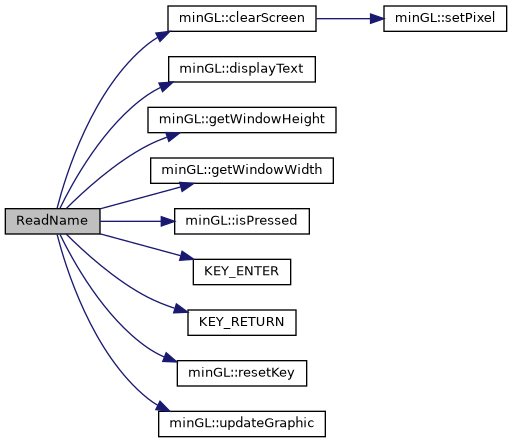 minGL::clearScreen
minGL::setPixel
minGL::displayText
minGL::getWindowHeight
minGL::getWindowWidth
ReadName
minGL::isPressed
KEY_ENTER
KEY_RETURN
minGL::resetKey
minGL::updateGraphic